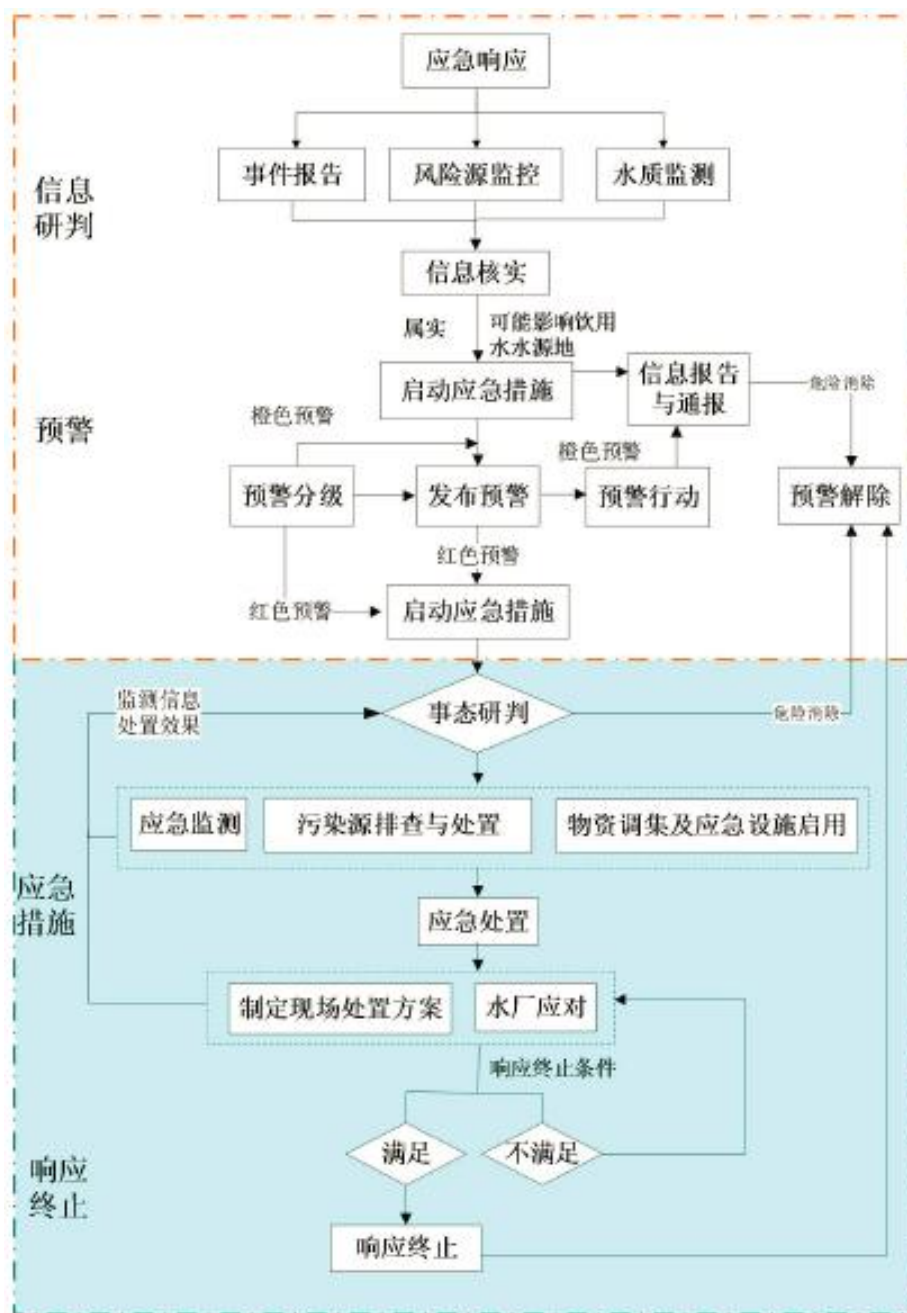 应急响应
事件报告
风险源监控
水质监测
信息
研判
信息核实
属实
可能影响饮用
水水源地
启动应急措施
信息报告
与通报
危险消除
预警
橙色预警
橙色预警
预警分级
发布预警
预警行动
预警解除
红色预警
红色预警
启动应急措施
监测信息
处置效果
事态研判
危险消除
应急监测
污染源排查与处置
物资调集及应急设施启用
应急
措施
应急处置
制定现场处置方案
水厂应对
响应终止条件
满足
不满足
响应
终止
响应终止